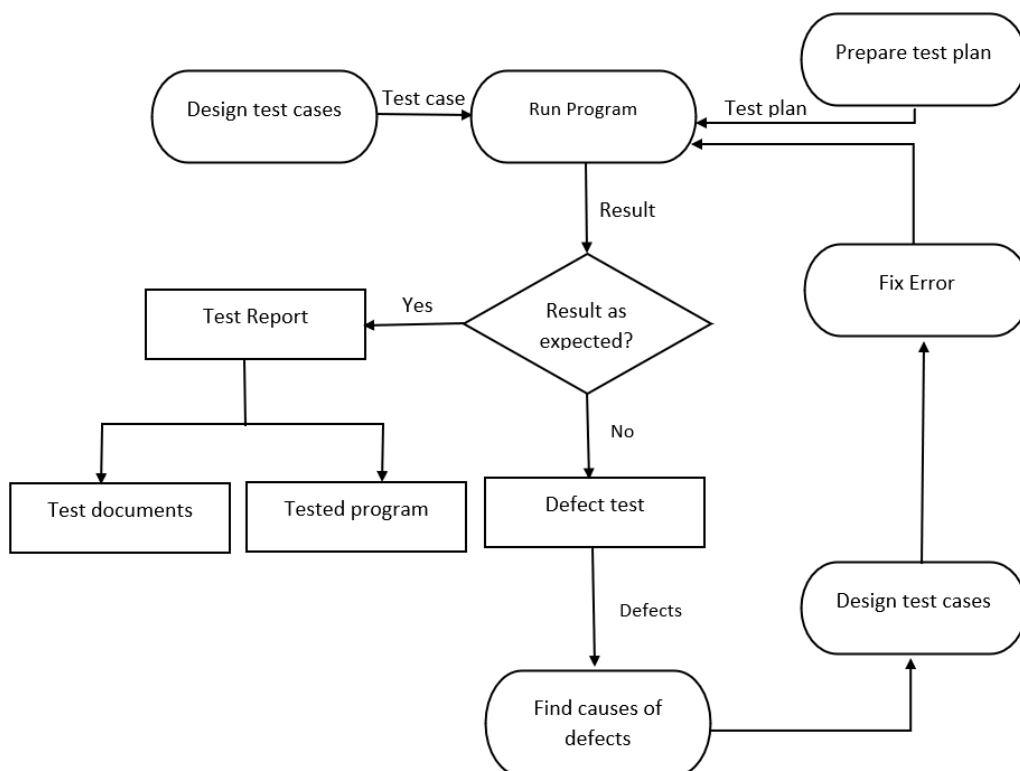 Prepare test plan
Design test cases
Test case
Run Program
Test plan
Result
Fix Error
Test Report
Yes
Result as
expected?
No
Test documents
Tested program
Defect test
Design test cases
Defects
Find causes of
defects